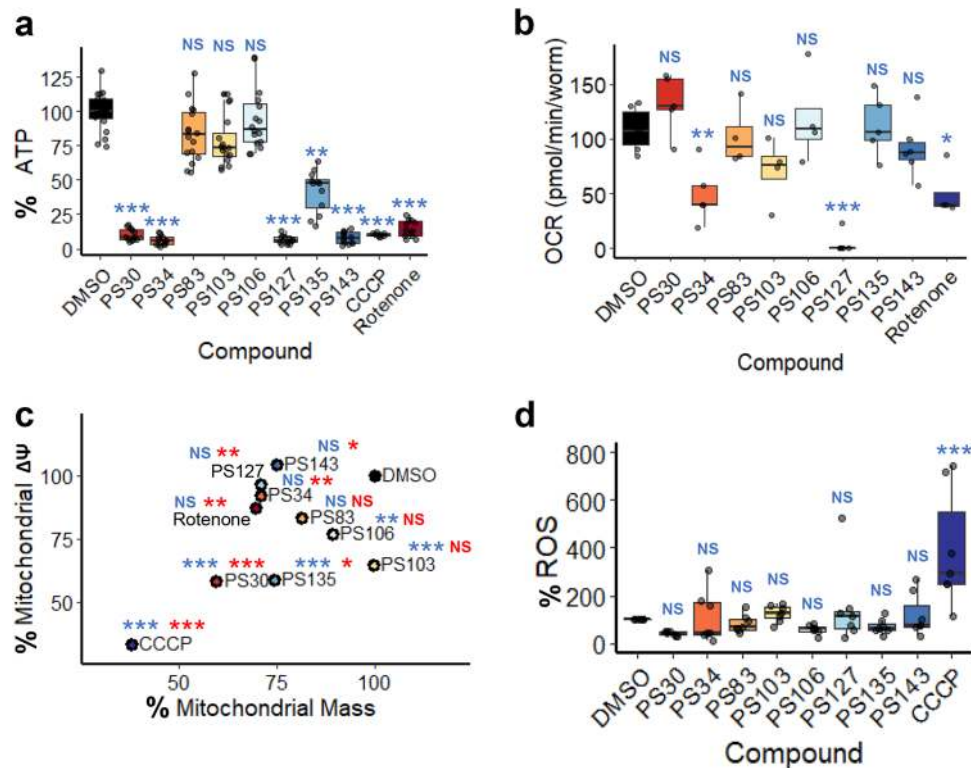 a
NS NS NS
125
100
75
50
25
0
% ATP
**
***
***
***
***
***
***
DMSO
PS30
PS34
PS83
PS103
PS106
PS127
PS135
PS143
CCCP
Rotenone
Compound
b
NS
**
NS
NS
NS
***
NS
NS
*
150
100
50
0
OCR (pmol/min/worm)
DMSO
PS30
PS34
PS83
PS103
PS106
PS127
PS135
PS143
Rotenone
Compound
c
100
75
50
% Mitochondrial ΔΨ
NS ** NS *
PS127 PS143 DMSO
NS **
PS34
NS ** NS NS
Rotenone PS83 ** NS
PS106
*** NS
PS103
*** *** *** *
PS30 PS135
*** ***
CCCP
50 75 100
% Mitochondrial Mass
d
800
600
400
200
0
% ROS
NS
NS
NS
NS
NS
NS
NS
NS
***
DMSO
PS30
PS34
PS83
PS103
PS106
PS127
PS135
PS143
CCCP
Compound